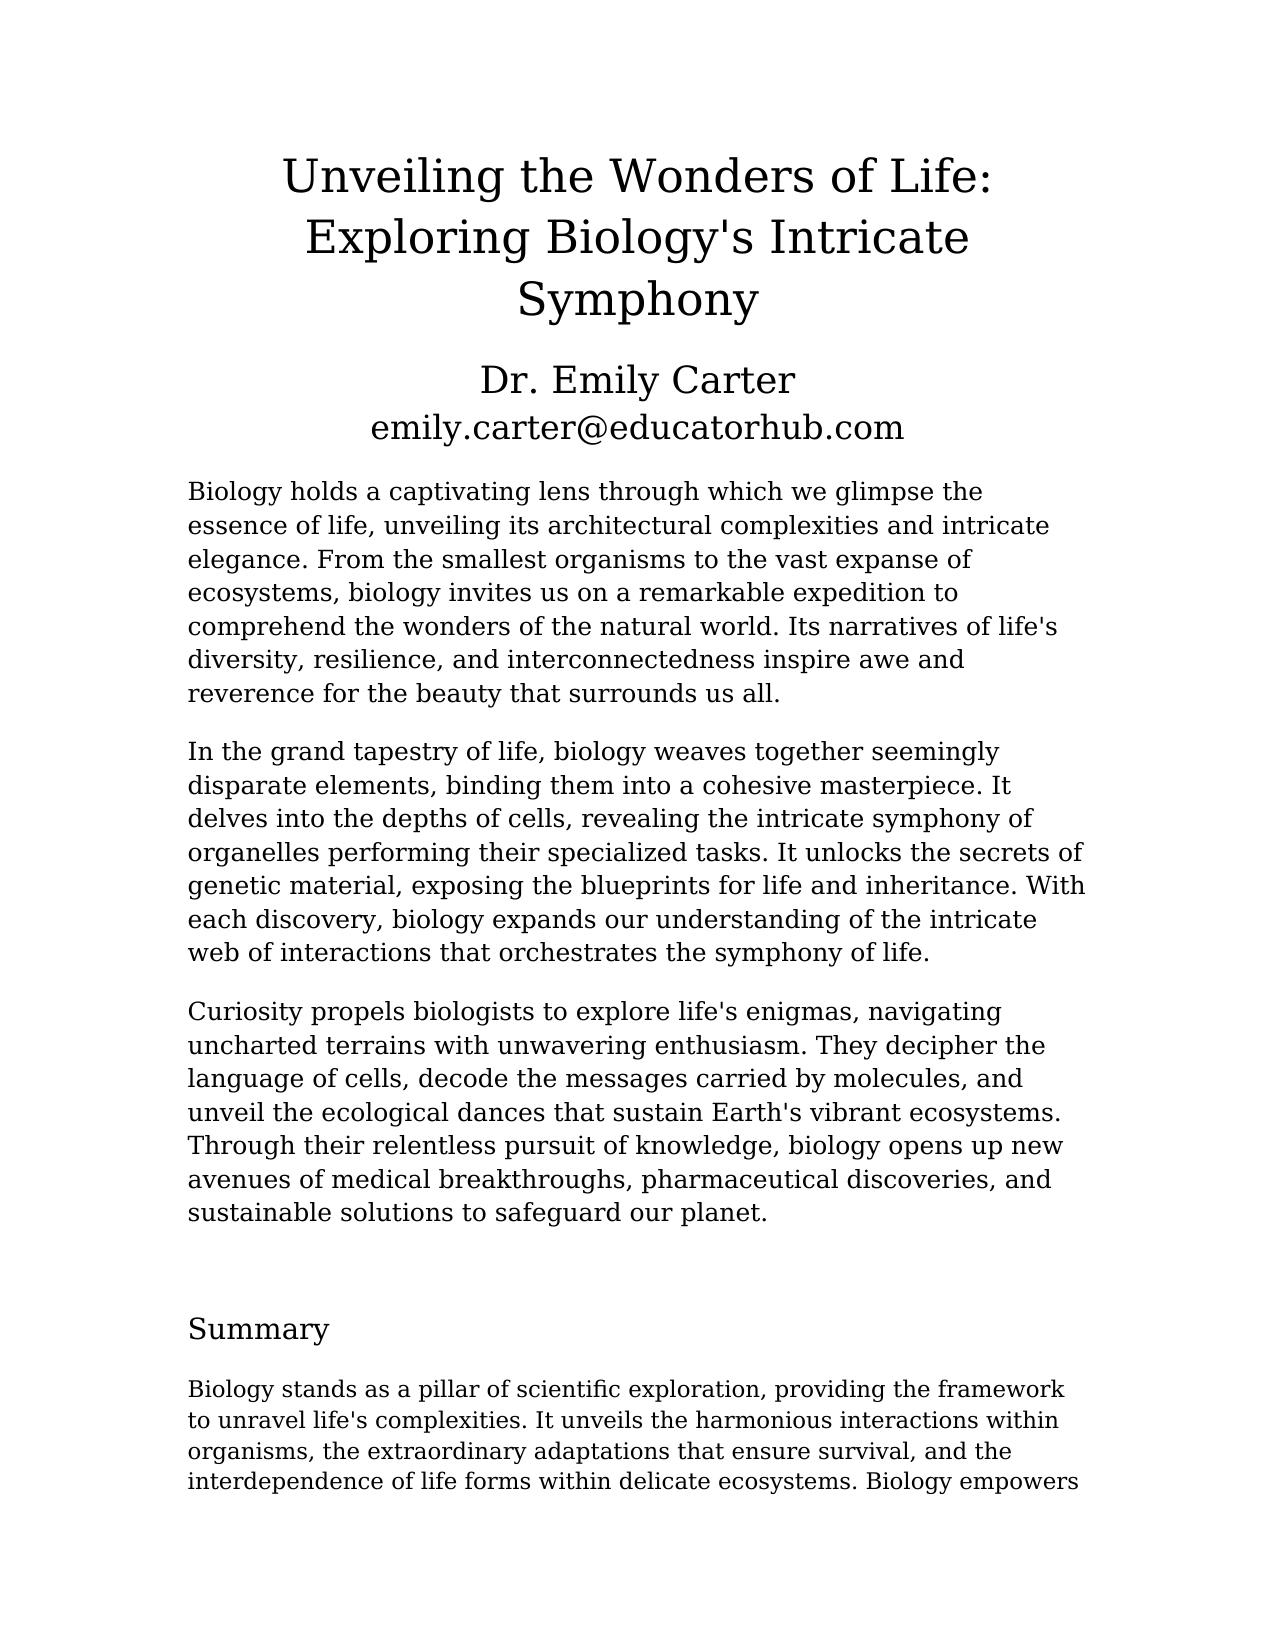 Unveiling the Wonders of Life:
Exploring Biology's Intricate
Symphony
Dr. Emily Carter
emily.carter@educatorhub.com
Biology holds a captivating lens through which we glimpse the
essence of life, unveiling its architectural complexities and intricate
elegance. From the smallest organisms to the vast expanse of
ecosystems, biology invites us on a remarkable expedition to
comprehend the wonders of the natural world. Its narratives of life's
diversity, resilience, and interconnectedness inspire awe and
reverence for the beauty that surrounds us all.
In the grand tapestry of life, biology weaves together seemingly
disparate elements, binding them into a cohesive masterpiece. It
delves into the depths of cells, revealing the intricate symphony of
organelles performing their specialized tasks. It unlocks the secrets of
genetic material, exposing the blueprints for life and inheritance. With
each discovery, biology expands our understanding of the intricate
web of interactions that orchestrates the symphony of life.
Curiosity propels biologists to explore life's enigmas, navigating
uncharted terrains with unwavering enthusiasm. They decipher the
language of cells, decode the messages carried by molecules, and
unveil the ecological dances that sustain Earth's vibrant ecosystems.
Through their relentless pursuit of knowledge, biology opens up new
avenues of medical breakthroughs, pharmaceutical discoveries, and
sustainable solutions to safeguard our planet.
Summary
Biology stands as a pillar of scientific exploration, providing the framework
to unravel life's complexities. It unveils the harmonious interactions within
organisms, the extraordinary adaptations that ensure survival, and the
interdependence of life forms within delicate ecosystems. Biology empowers